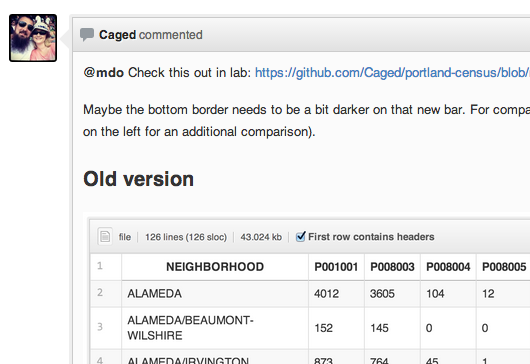 Caged commented
@mdo Check this out in lab: https://github.com/Caged/portland-census/blob/
Maybe the bottom border needs to be a bit darker on that new bar. For compa
on the left for an additional comparison).
Old version
file 126 lines (126 sloc) 43.024 kb First row contains headers
1 NEIGHBORHOOD P001001 P008003 P008004 P008005
2 ALAMEDA 4012 3605 104 12
3 ALAMEDA/BEAUMONT-
WILSHIRE 152 145 0 0
4 ALAMEDA/IRVINGTON 873 764 45 1